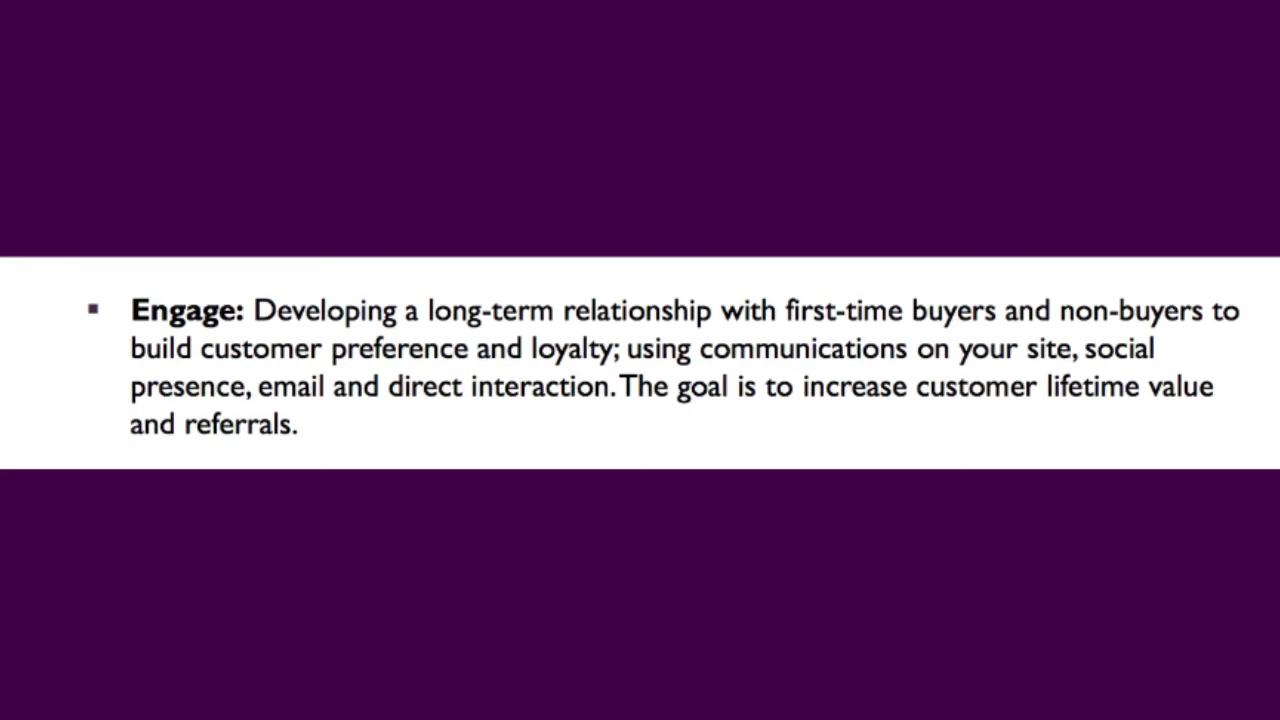 ▪ Engage: Developing a long-term relationship with first-time buyers and non-buyers to
build customer preference and loyalty; using communications on your site, social
presence, email and direct interaction. The goal is to increase customer lifetime value
and referrals.